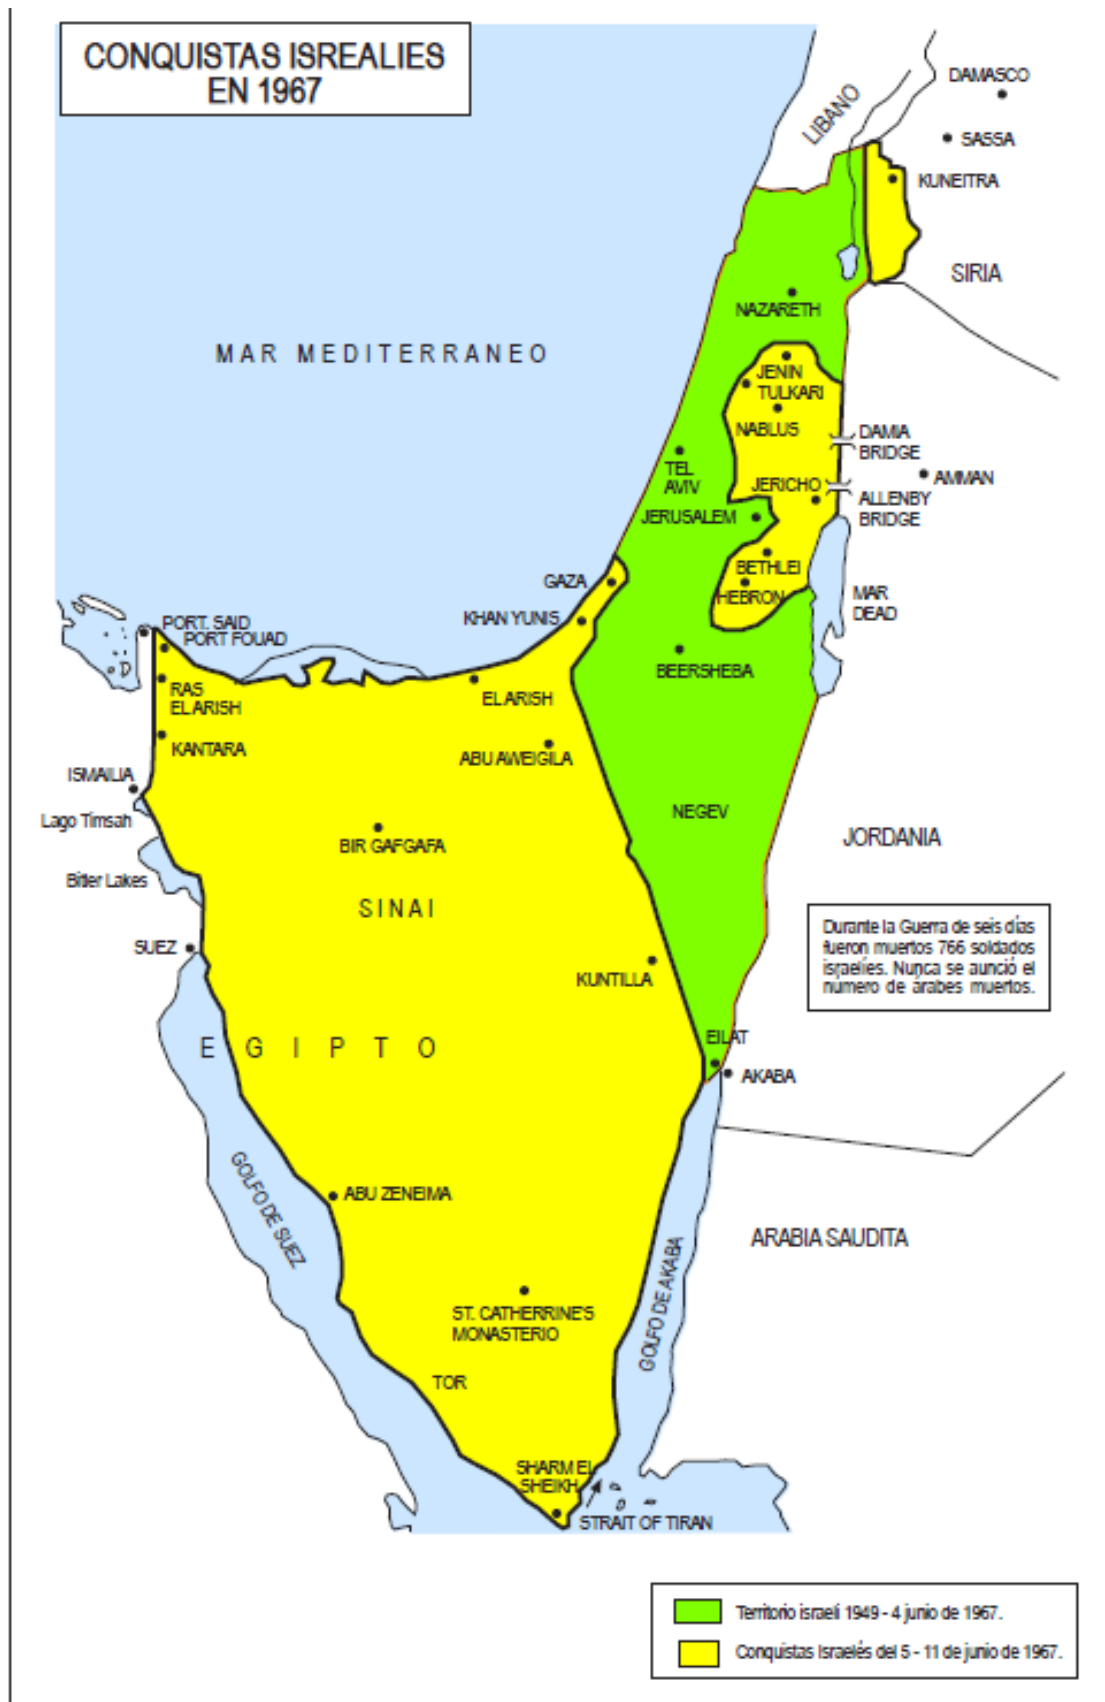 CONQUISTAS ISREALIES
EN 1967
DAMASCO
LIBANO
SASSA
KUNEITRA
SIRIA
NAZARETH
MAR MEDITERRANEO
JENIN
TULKARI
NABLUS
DAMIA
BRIDGE
TEL
AVIV
JERICHO
AMMAN
ALLENBY
BRIDGE
JERUSALEM
BETHLEI
GAZA
HEBRON
MAR
DEAD
KHAN YUNIS
PORT. SAID
PORT FOUAD
BEERSHEBA
RAS
EL ARISH
EL ARISH
KANTARA
ABU AWEIGILA
ISMAILIA
Lago Timsah
NEGEV
BIR GAFGAFA
JORDANIA
Bitler Lakes
SINAI
Durante la Guerra de seis días
fueron muertos 766 soldados
israelíes. Nunca se aunció el
número de árabes muertos.
SUEZ
KUNTILLA
EGIPTO
EILAT
AKABA
GOLFO DE SUEZ
ABU ZENEIMA
ARABIA SAUDITA
GOLFO DE AKABA
ST. CATHERRINE'S
MONASTERIO
TOR
SHARM EL
SHEIKH
STRAIT OF TIRAN
Territorio israelí 1949 - 4 junio de 1967.
Conquistas Israelés del 5 - 11 de junio de 1967.